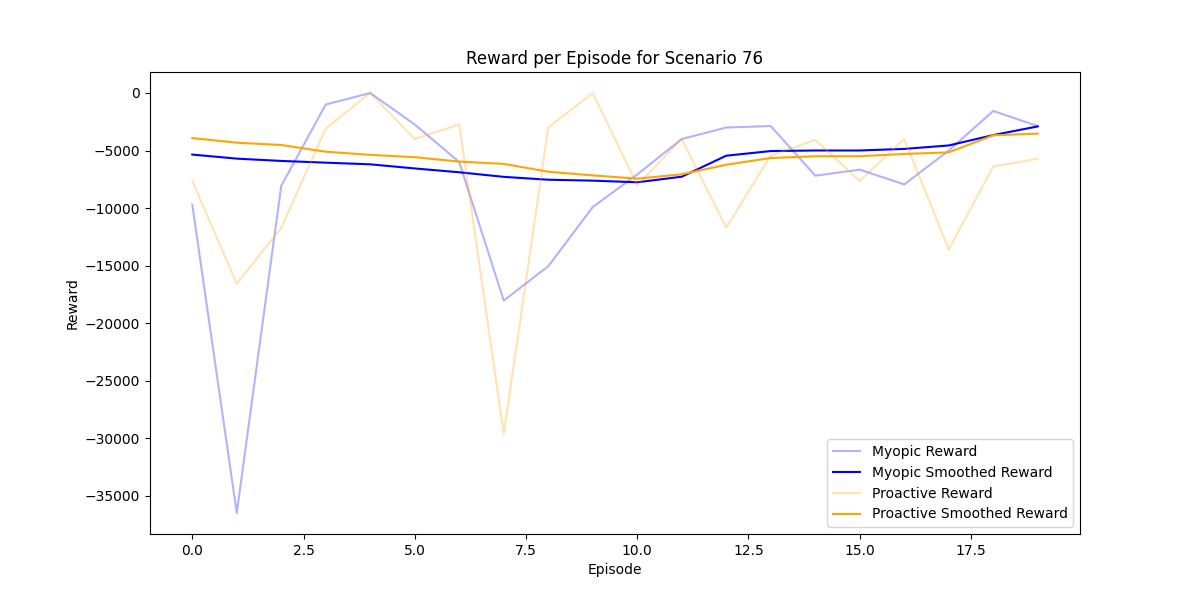 Reward per Episode for Scenario 76
0
−5000
−10000
−15000
−20000
−25000
−30000
−35000
Reward
0.0 2.5 5.0 7.5 10.0 12.5 15.0 17.5
Episode
Myopic Reward
Myopic Smoothed Reward
Proactive Reward
Proactive Smoothed Reward